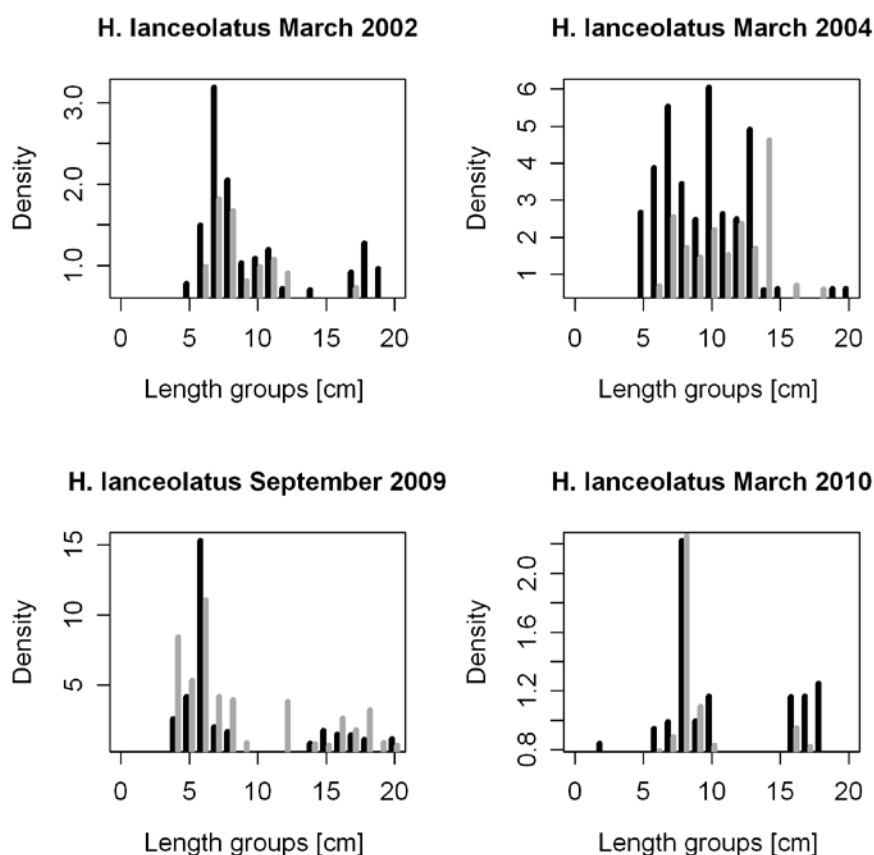 H. lanceolatus March 2002
Density
3.0
2.0
1.0
0 5 10 15 20
Length groups [cm]
H. lanceolatus March 2004
Density
6
5
4
3
2
1
0 5 10 15 20
Length groups [cm]
H. lanceolatus September 2009
Density
15
10
5
0 5 10 15 20
Length groups [cm]
H. lanceolatus March 2010
Density
2.0
1.6
1.2
0.8
0 5 10 15 20
Length groups [cm]